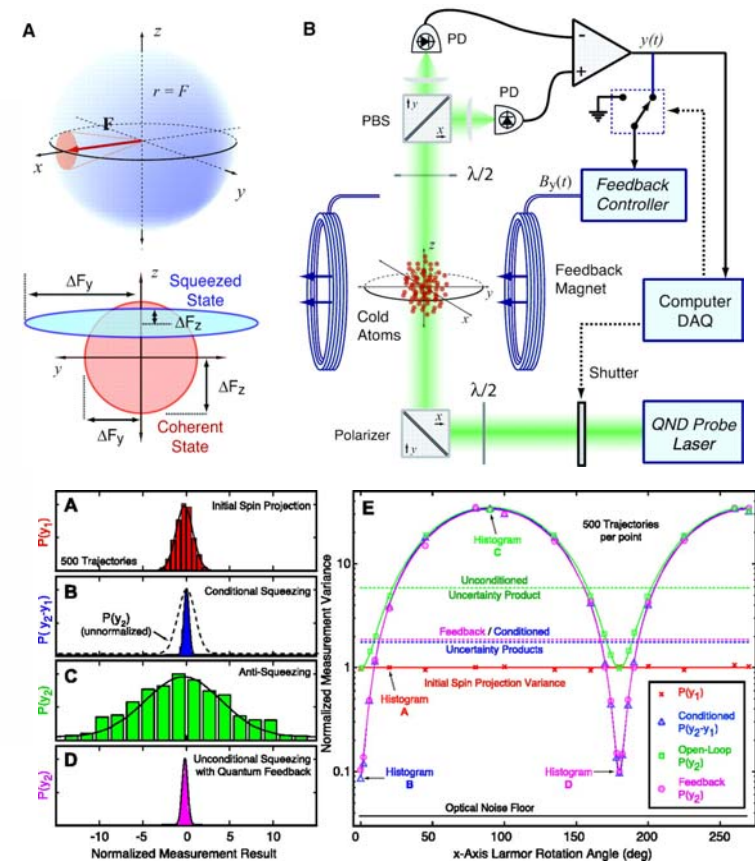 A
z
r = F
F
x
y
z
Squeezed
State
ΔFy
ΔFz
y
ΔFz
ΔFy
Coherent
State
B
PD
-
+
y(t)
PD
PBS
y
x
λ/2
By(t)
Feedback
Controller
z
y
x
Cold
Atoms
Feedback
Magnet
Computer
DAQ
Shutter
λ/2
Polarizer
x
y
QND Probe
Laser
A
Initial Spin Projection
P(y1)
500 Trajectories
B
Conditional Squeezing
P(y2-y1)
P(y2)
(unnormalized)
C
Anti-Squeezing
P(y2)
D
Unconditional Squeezing
with Quantum Feedback
P(y2)
-10 -5 0 5 10
Normalized Measurement Result
E
500 Trajectories
per point
Histogram
C
Unconditioned
Uncertainty Product
Feedback / Conditioned
Uncertainty Products
Initial Spin Projection Variance
Histogram
A
Histogram
B
Histogram
D
Optical Noise Floor
P(y1)
Conditioned
P(y2-y1)
Open-Loop
P(y2)
Feedback
P(y2)
Normalized Measurement Variance
10
1
0.1
0 50 100 150 200 250
x-Axis Larmor Rotation Angle (deg)